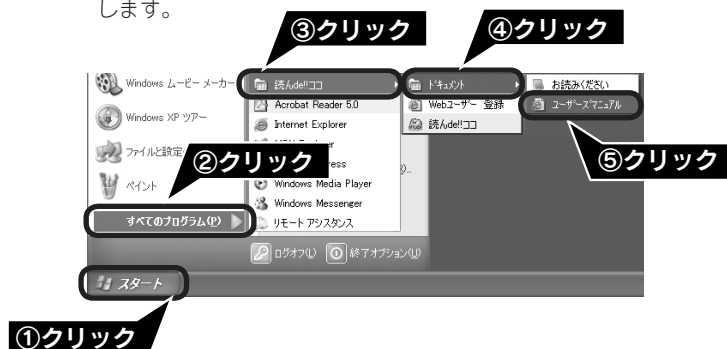 します。
③クリック
④クリック
Windows ムービー メーカー
読んde!!ココ
ドキュメント
お読みください
Acrobat Reader 5.0
Webユーザー 登録
ユーザーズマニュアル
Windows XP ツアー
Internet Explorer
読んde!!ココ
ファイルと設定
②クリック
⑤クリック
ペイント
Windows Media Player
Windows Messenger
すべてのプログラム(P)
リモート アシスタンス
ログオフ(L)
終了オプション(U)
スタート
①クリック